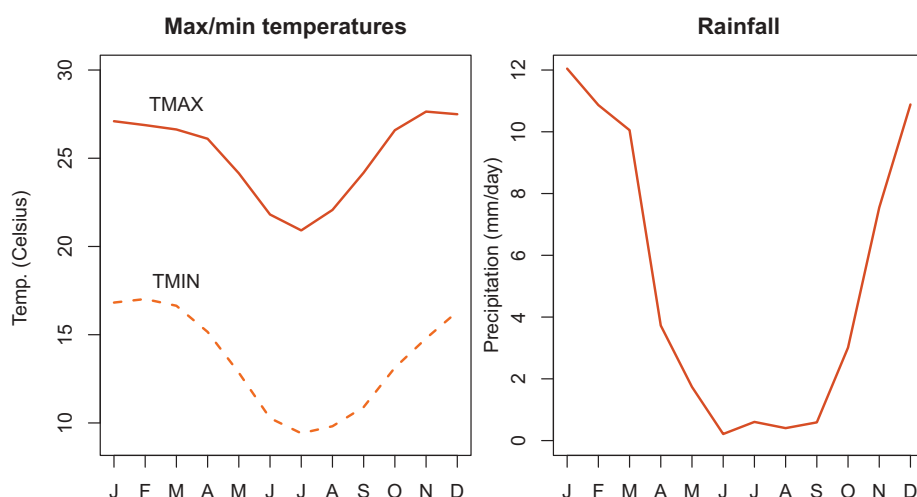 Max/min temperatures
Temp. (Celsius)
30
25
20
15
10
TMAX
TMIN
J F M A M J J A S O N D
Rainfall
Precipitation (mm/day)
12
10
8
6
4
2
0
J F M A M J J A S O N D